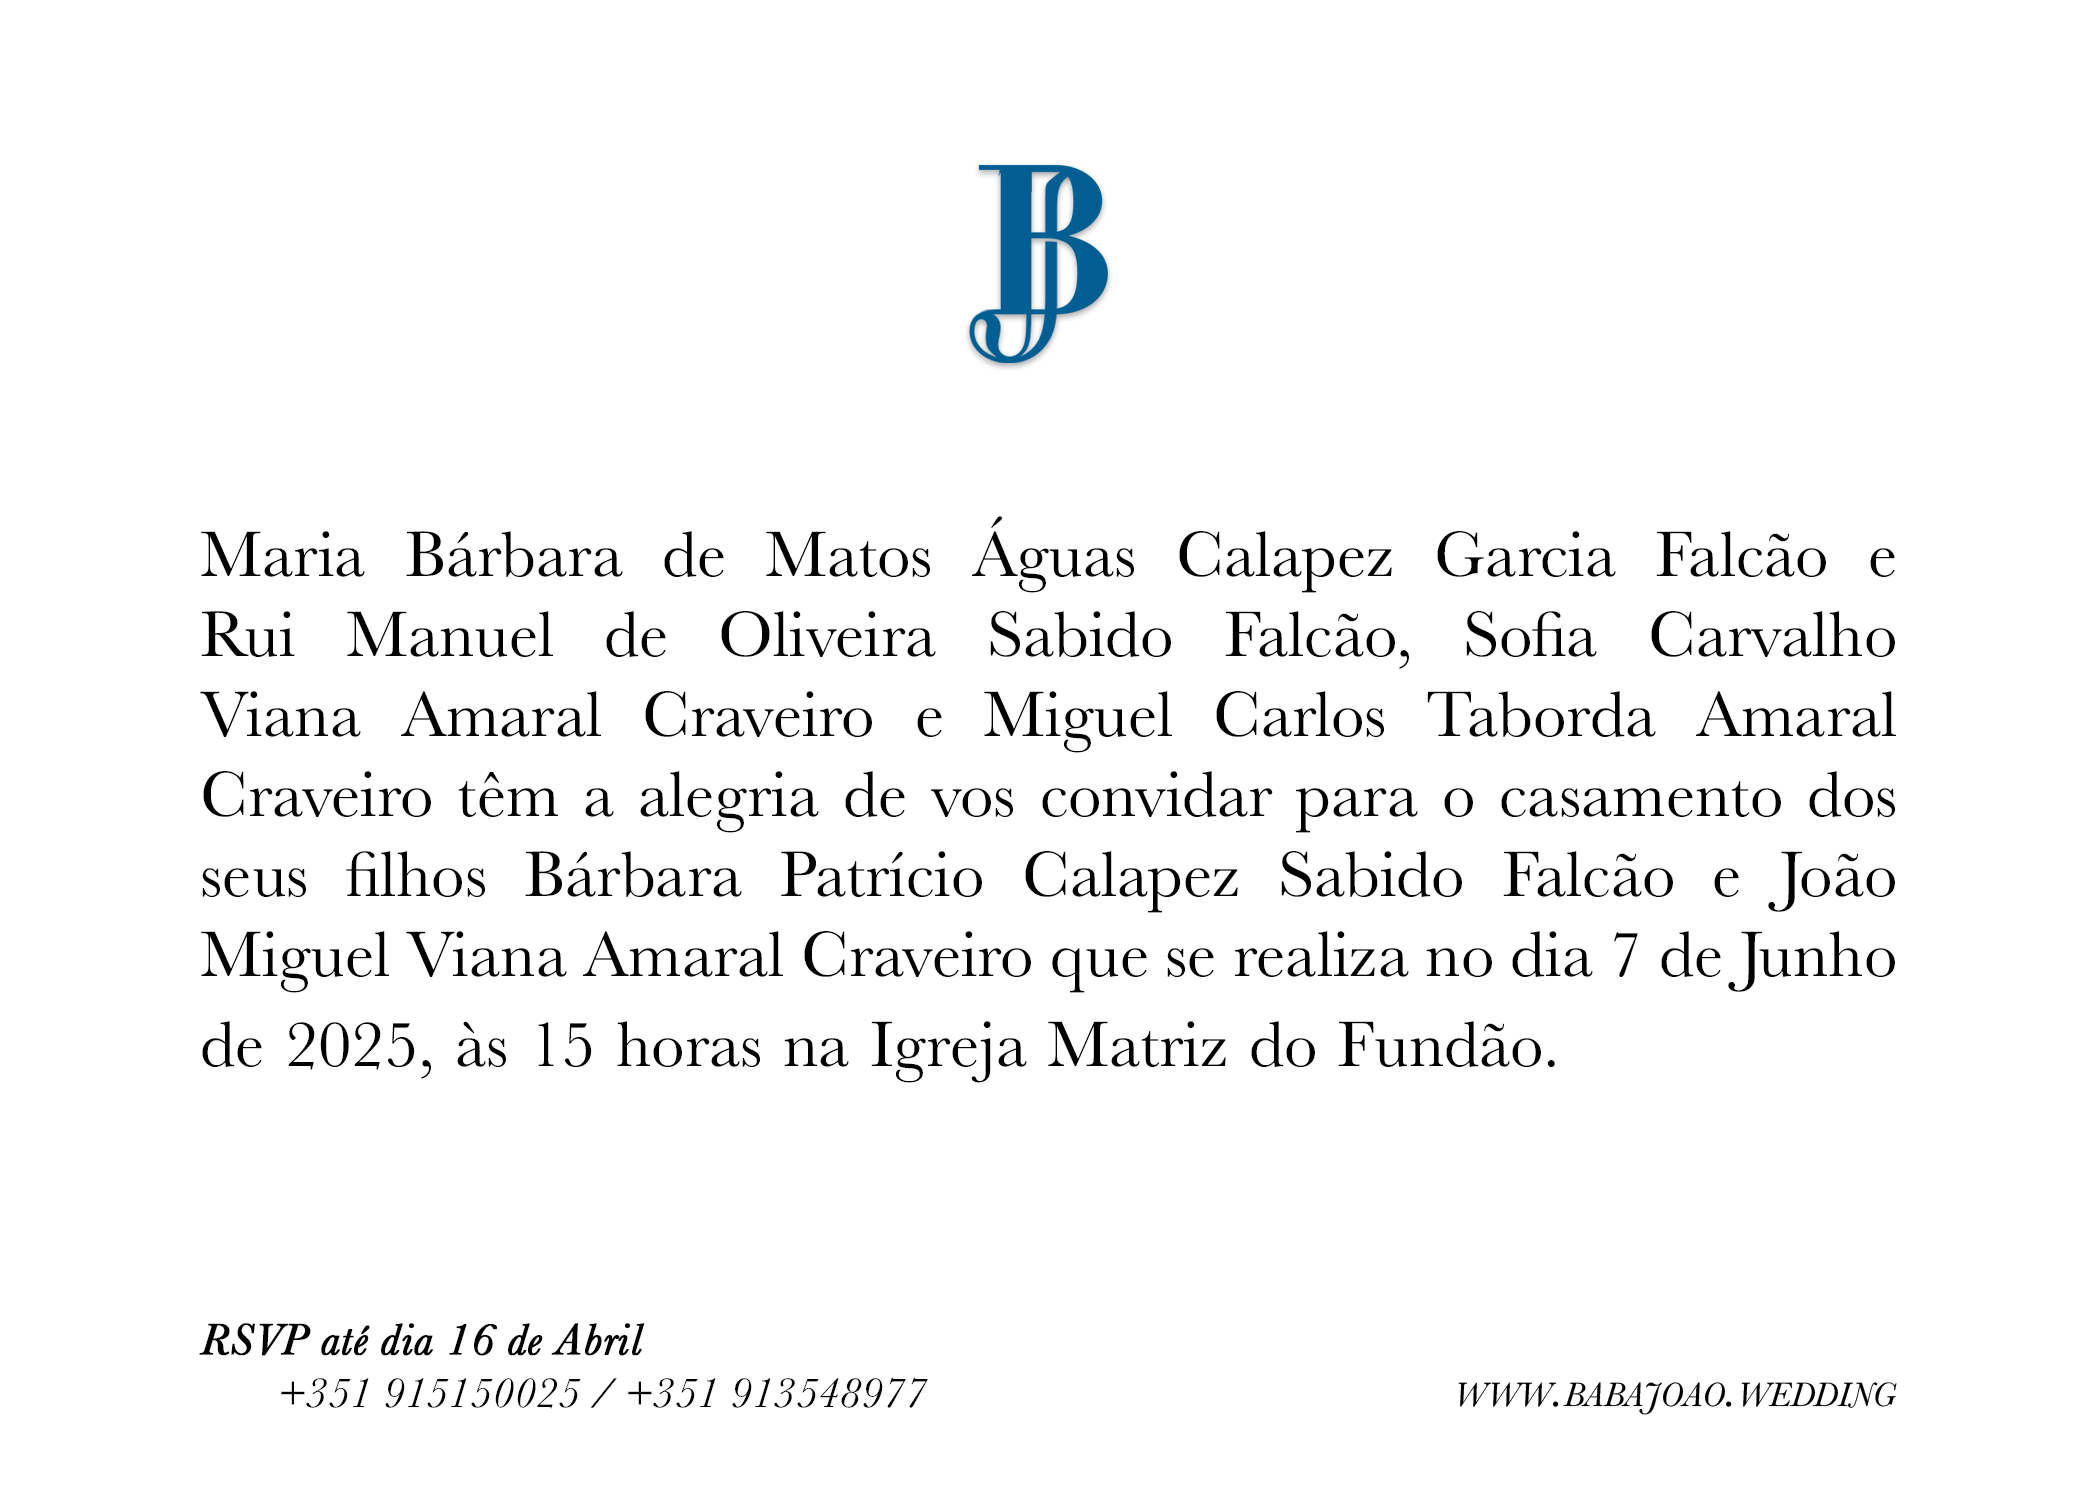 BJ
Maria Bárbara de Matos Águas Calapez Garcia Falcão e
Rui Manuel de Oliveira Sabido Falcão, Sofia Carvalho
Viana Amaral Craveiro e Miguel Carlos Taborda Amaral
Craveiro têm a alegria de vos convidar para o casamento dos
seus filhos Bárbara Patrício Calapez Sabido Falcão e João
Miguel Viana Amaral Craveiro que se realiza no dia 7 de Junho
de 2025, às 15 horas na Igreja Matriz do Fundão.
RSVP até dia 16 de Abril
+351 915150025 / +351 913548977
WWW.BABAJOAO.WEDDING